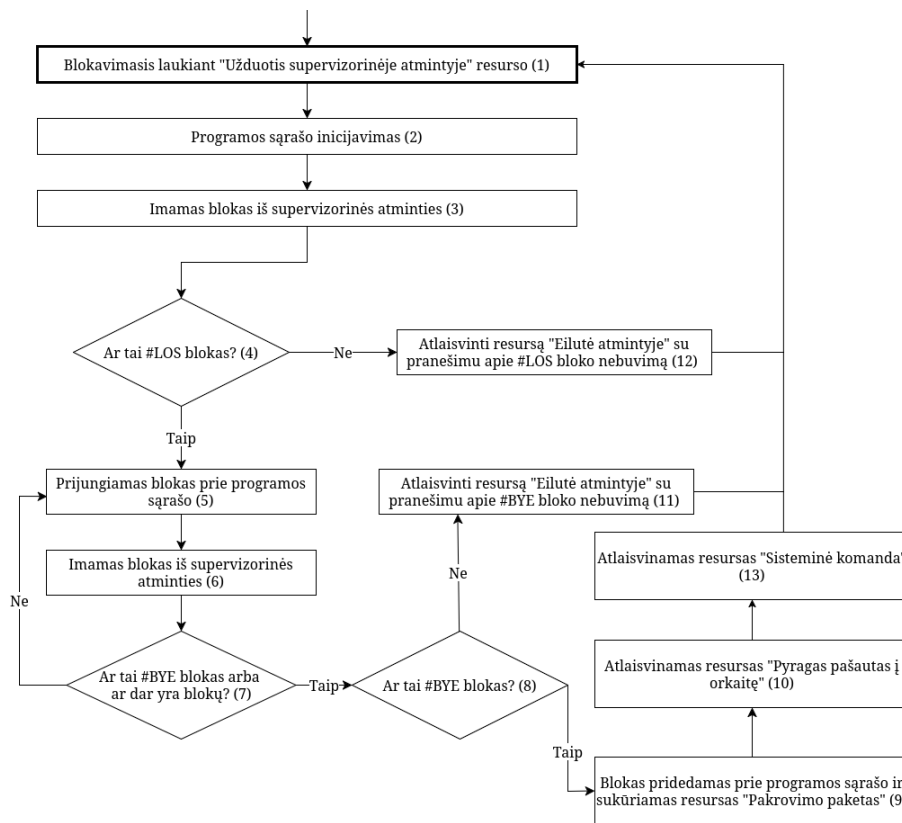 Blokavimasis laukiant "Užduotis supervizorinėje atmintyje" resurso (1)
Programos sąrašo inicijavimas (2)
Imamas blokas iš supervizorinės atminties (3)
Ar tai #LOS blokas? (4)
Ne
Atlaisvinti resursą "Eilutė atmintyje" su
pranešimu apie #LOS bloko nebuvimą (12)
Taip
Prijungiamas blokas prie programos
sąrašo (5)
Atlaisvinti resursą "Eilutė atmintyje" su
pranešimu apie #BYE bloko nebuvimą (11)
Imamas blokas iš supervizorinės
atminties (6)
Atlaisvinamas resursas "Sisteminė komanda"
(13)
Ne
Ne
Ar tai #BYE blokas arba
ar dar yra blokų? (7)
Taip
Ar tai #BYE blokas? (8)
Atlaisvinamas resursas "Pyragas pašautas į
orkaitę" (10)
Taip
Blokas pridedamas prie programos sąrašo ir
sukūriamas resursas "Pakrovimo paketas" (9